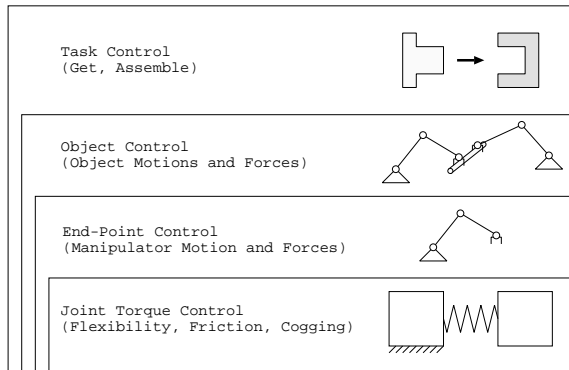 Task Control
(Get, Assemble)
Object Control
(Object Motions and Forces)
End-Point Control
(Manipulator Motion and Forces)
Joint Torque Control
(Flexibility, Friction, Cogging)